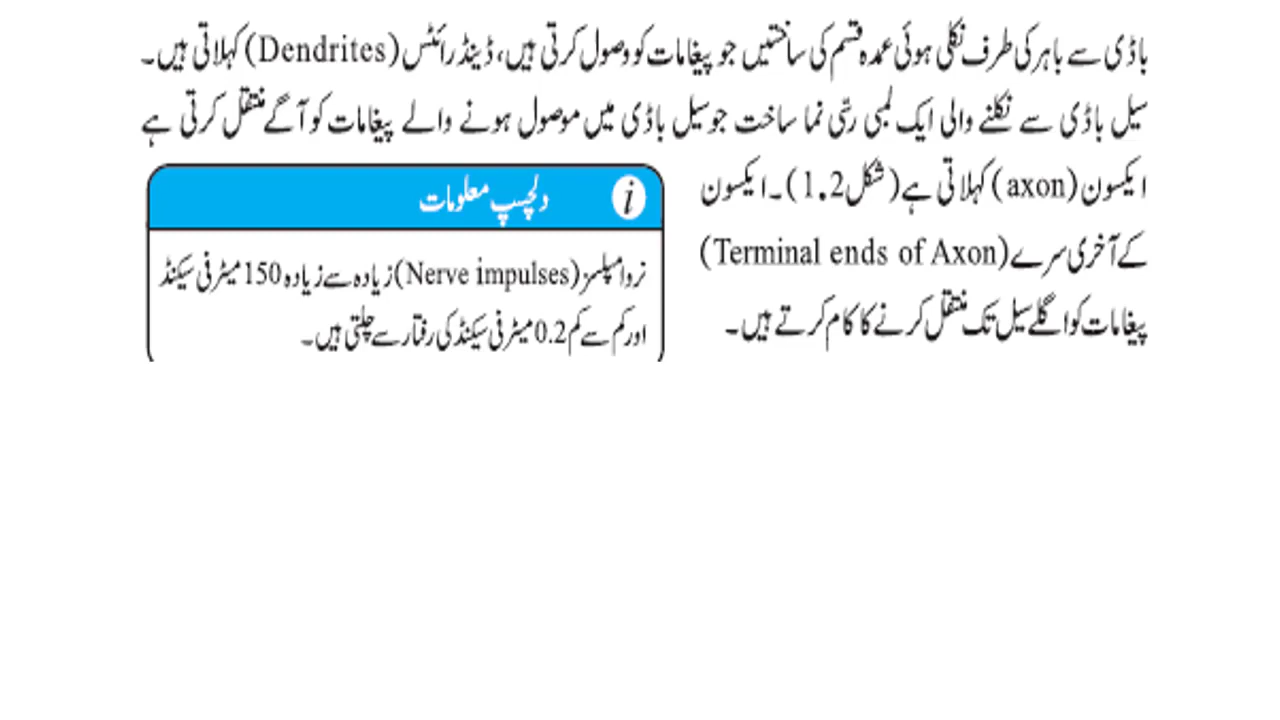 باڈی سے باہر کی طرف نکلی ہوئی عمدہ قسم کی ساختیں جو پیغامات کو وصول کرتی ہیں، ڈینڈرائٹس (Dendrites) کہلاتی ہیں۔
سیل باڈی سے نکلنے والی ایک لمبی رسّی نما ساخت جو سیل باڈی میں موصول ہونے والے پیغامات کو آگے منتقل کرتی ہے
ایکسون (axon) کہلاتی ہے (شکل 1.2)۔ ایکسون
کے آخری سرے (Terminal ends of Axon)
پیغامات کو اگلے سیل تک منتقل کرنے کا کام کرتے ہیں۔
i دلچسپ معلومات
نرو امپلسز (Nerve impulses) زیادہ سے زیادہ 150 میٹر فی سیکنڈ
اور کم سے کم 0.2 میٹر فی سیکنڈ کی رفتار سے چلتی ہیں۔